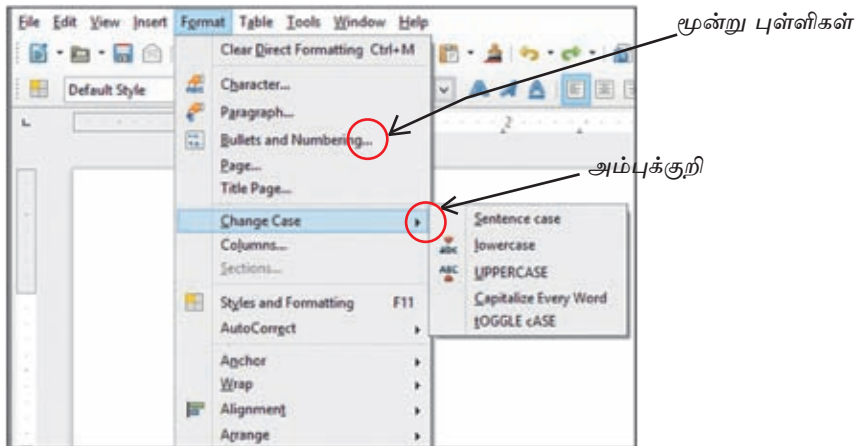 File Edit View Insert Format Table Tools Window Help
மூன்று புள்ளிகள்
Clear Direct Formatting Ctrl+M
Default Style
Character...
Paragraph...
Bullets and Numbering...
2
Page...
Title Page...
அம்புக்குறி
Change Case
Sentence case
Columns...
lowercase
Sections...
UPPERCASE
Capitalize Every Word
Styles and Formatting F11
tOGGLE cASE
AutoCorrect
Anchor
Wrap
Alignment
Arrange